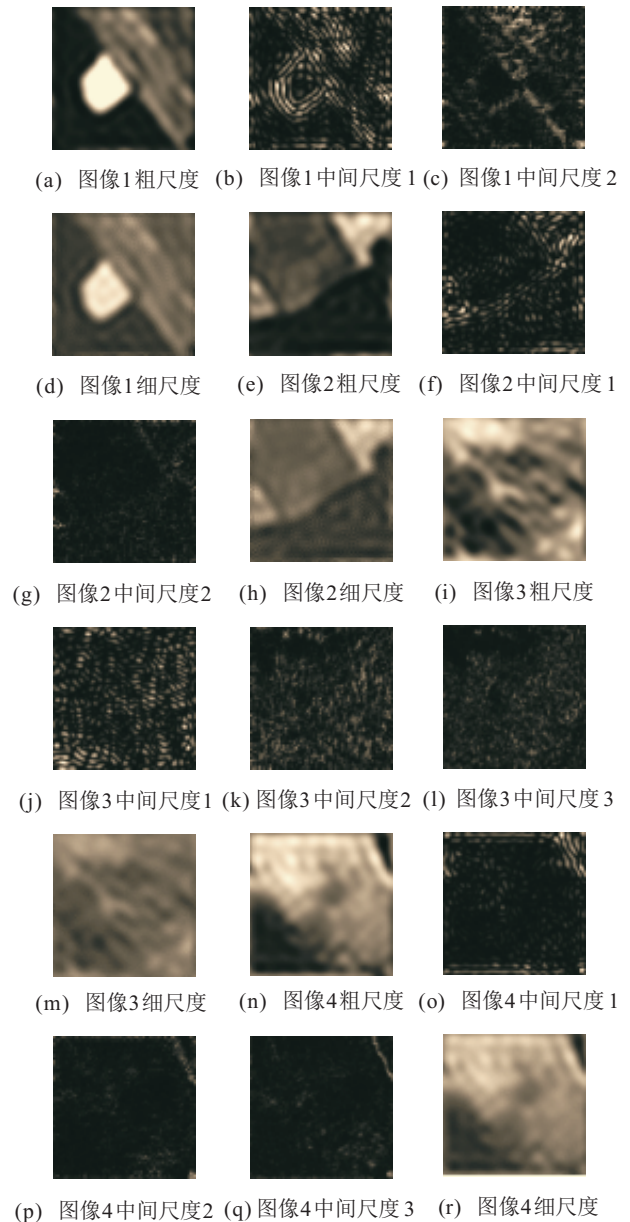 (a) 图像1粗尺度 (b) 图像1中间尺度1 (c) 图像1中间尺度2
(d) 图像1细尺度 (e) 图像2粗尺度 (f) 图像2中间尺度1
(g) 图像2中间尺度2 (h) 图像2细尺度 (i) 图像3粗尺度
(j) 图像3中间尺度1 (k) 图像3中间尺度2 (l) 图像3中间尺度3
(m) 图像3细尺度 (n) 图像4粗尺度 (o) 图像4中间尺度1
(p) 图像4中间尺度2 (q) 图像4中间尺度3 (r) 图像4细尺度